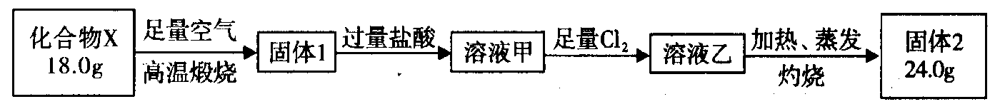 化合物X
18.0g
足量空气
高温煅烧
固体1
过量盐酸
溶液甲
足量Cl₂
溶液乙
加热、蒸发
灼烧
固体2
24.0g